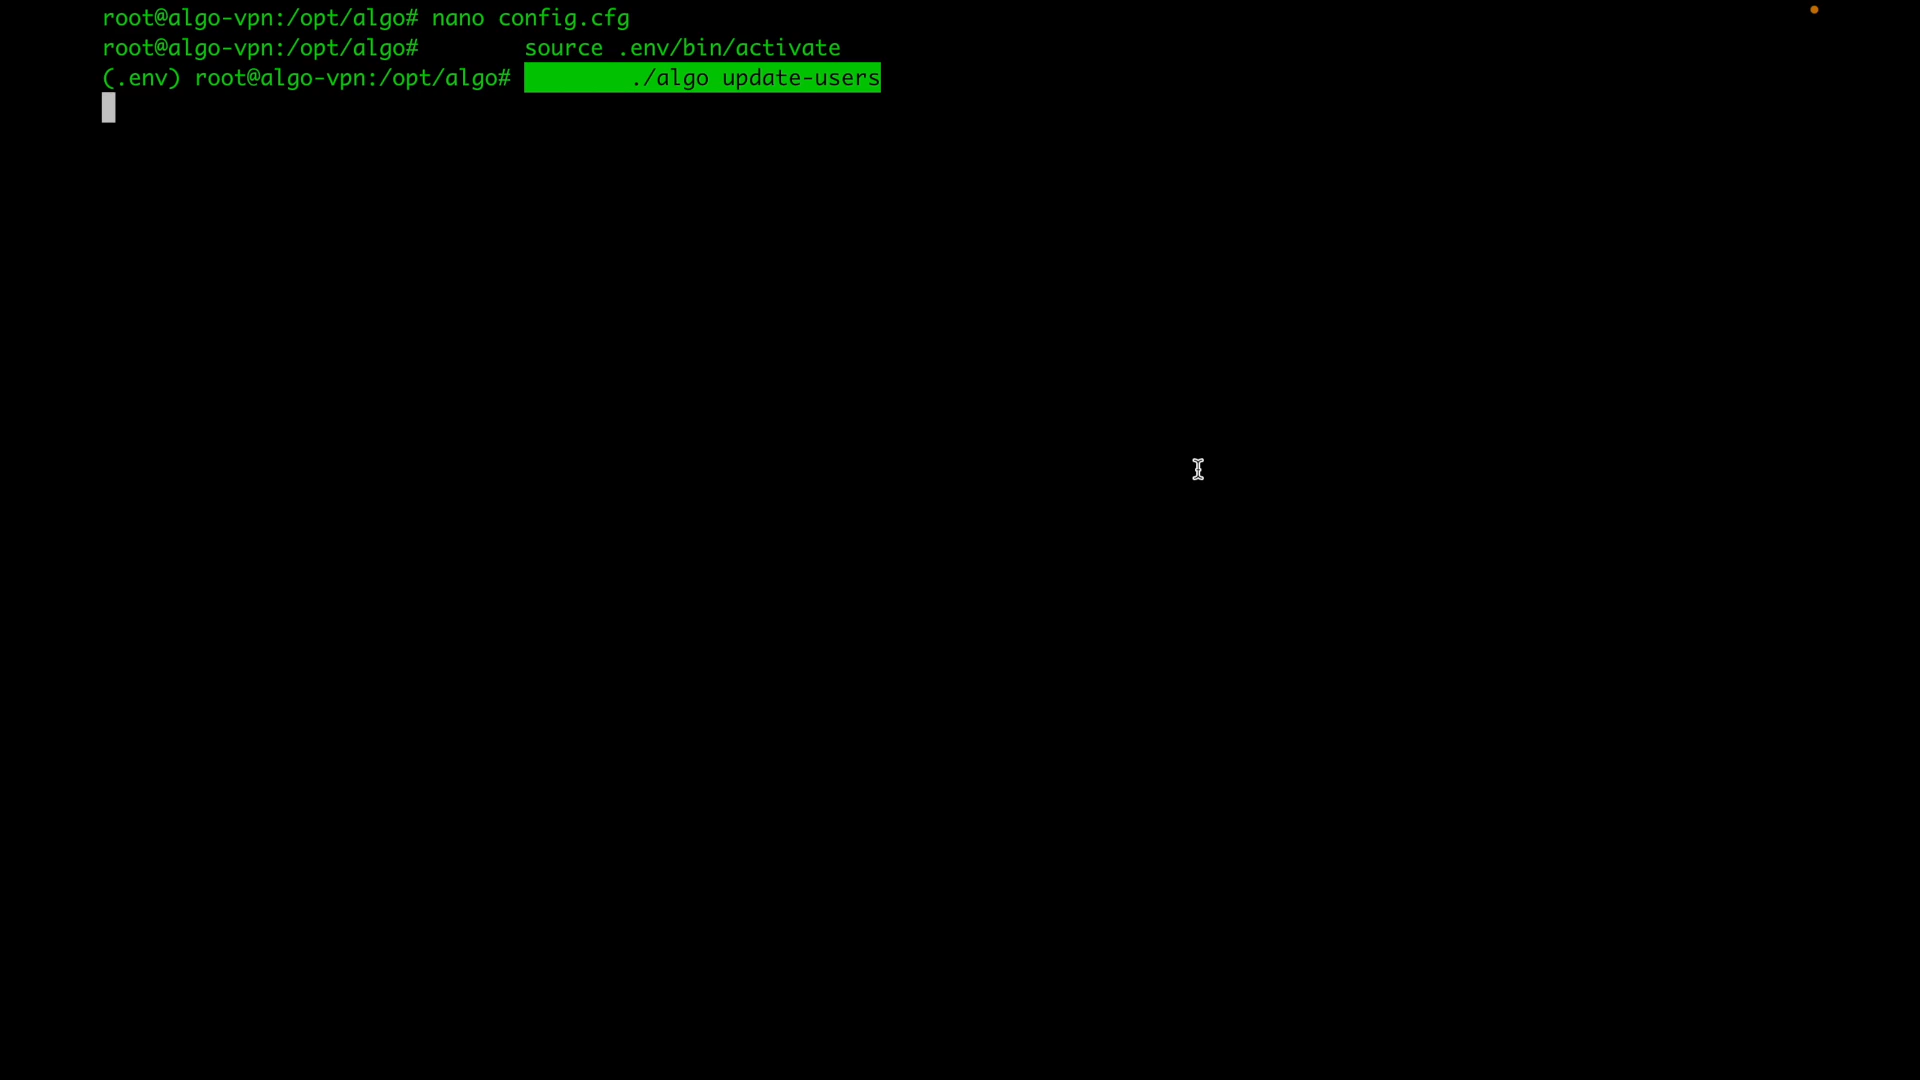 root@algo-vpn:/opt/algo# nano config.cfg
root@algo-vpn:/opt/algo#        source .env/bin/activate
(.env) root@algo-vpn:/opt/algo#         ./algo update-users